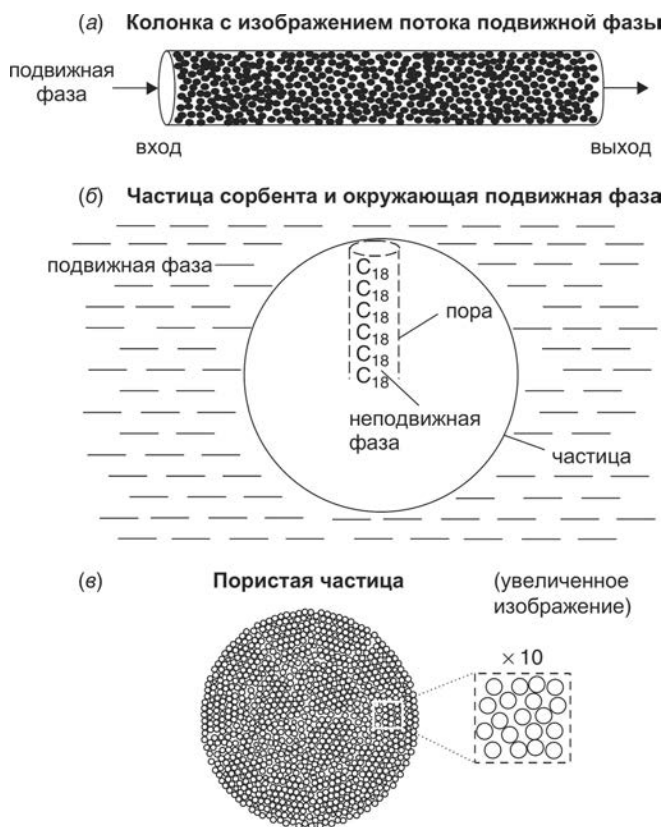 (а) Колонка с изображением потока подвижной фазы
подвижная
фаза
вход
выход
(б) Частица сорбента и окружающая подвижная фаза
подвижная фаза
C18
C18
C18
C18
C18
C18
пора
неподвижная
фаза
частица
(в) Пористая частица
(увеличенное
изображение)
× 10